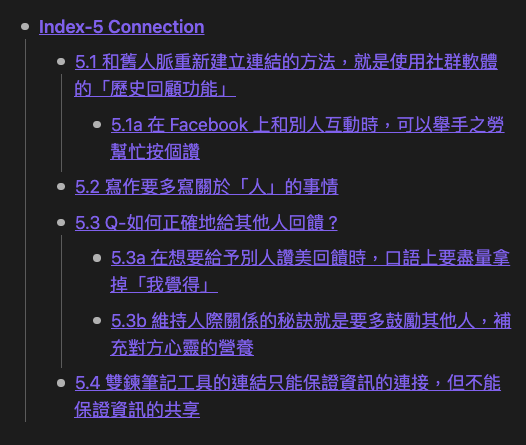 Index-5 Connection
5.1 和舊人脈重新建立連結的方法，就是使用社群軟體
的「歷史回顧功能」
5.1a 在 Facebook 上和別人互動時，可以舉手之勞
幫忙按個讚
5.2 寫作要多寫關於「人」的事情
5.3 Q-如何正確地給其他人回饋？
5.3a 在想要給予別人讚美回饋時，口語上要盡量拿
掉「我覺得」
5.3b 維持人際關係的秘訣就是要多鼓勵其他人，補
充對方心靈的營養
5.4 雙鍊筆記工具的連結只能保證資訊的連接，但不能
保證資訊的共享